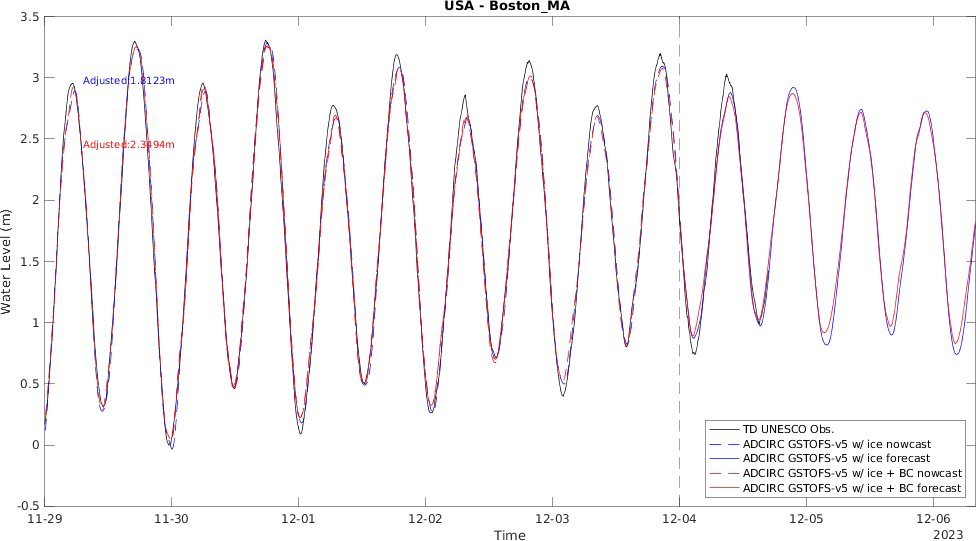 USA - Boston_MA
3.5
3
2.5
2
1.5
1
0.5
0
-0.5
Water Level (m)
Adjusted:1.8123m
Adjusted:2.3494m
TD UNESCO Obs.
ADCIRC GSTOFS-v5 w/ ice nowcast
ADCIRC GSTOFS-v5 w/ ice forecast
ADCIRC GSTOFS-v5 w/ ice + BC nowcast
ADCIRC GSTOFS-v5 w/ ice + BC forecast
11-29 11-30 12-01 12-02 12-03 12-04 12-05 12-06
Time
2023